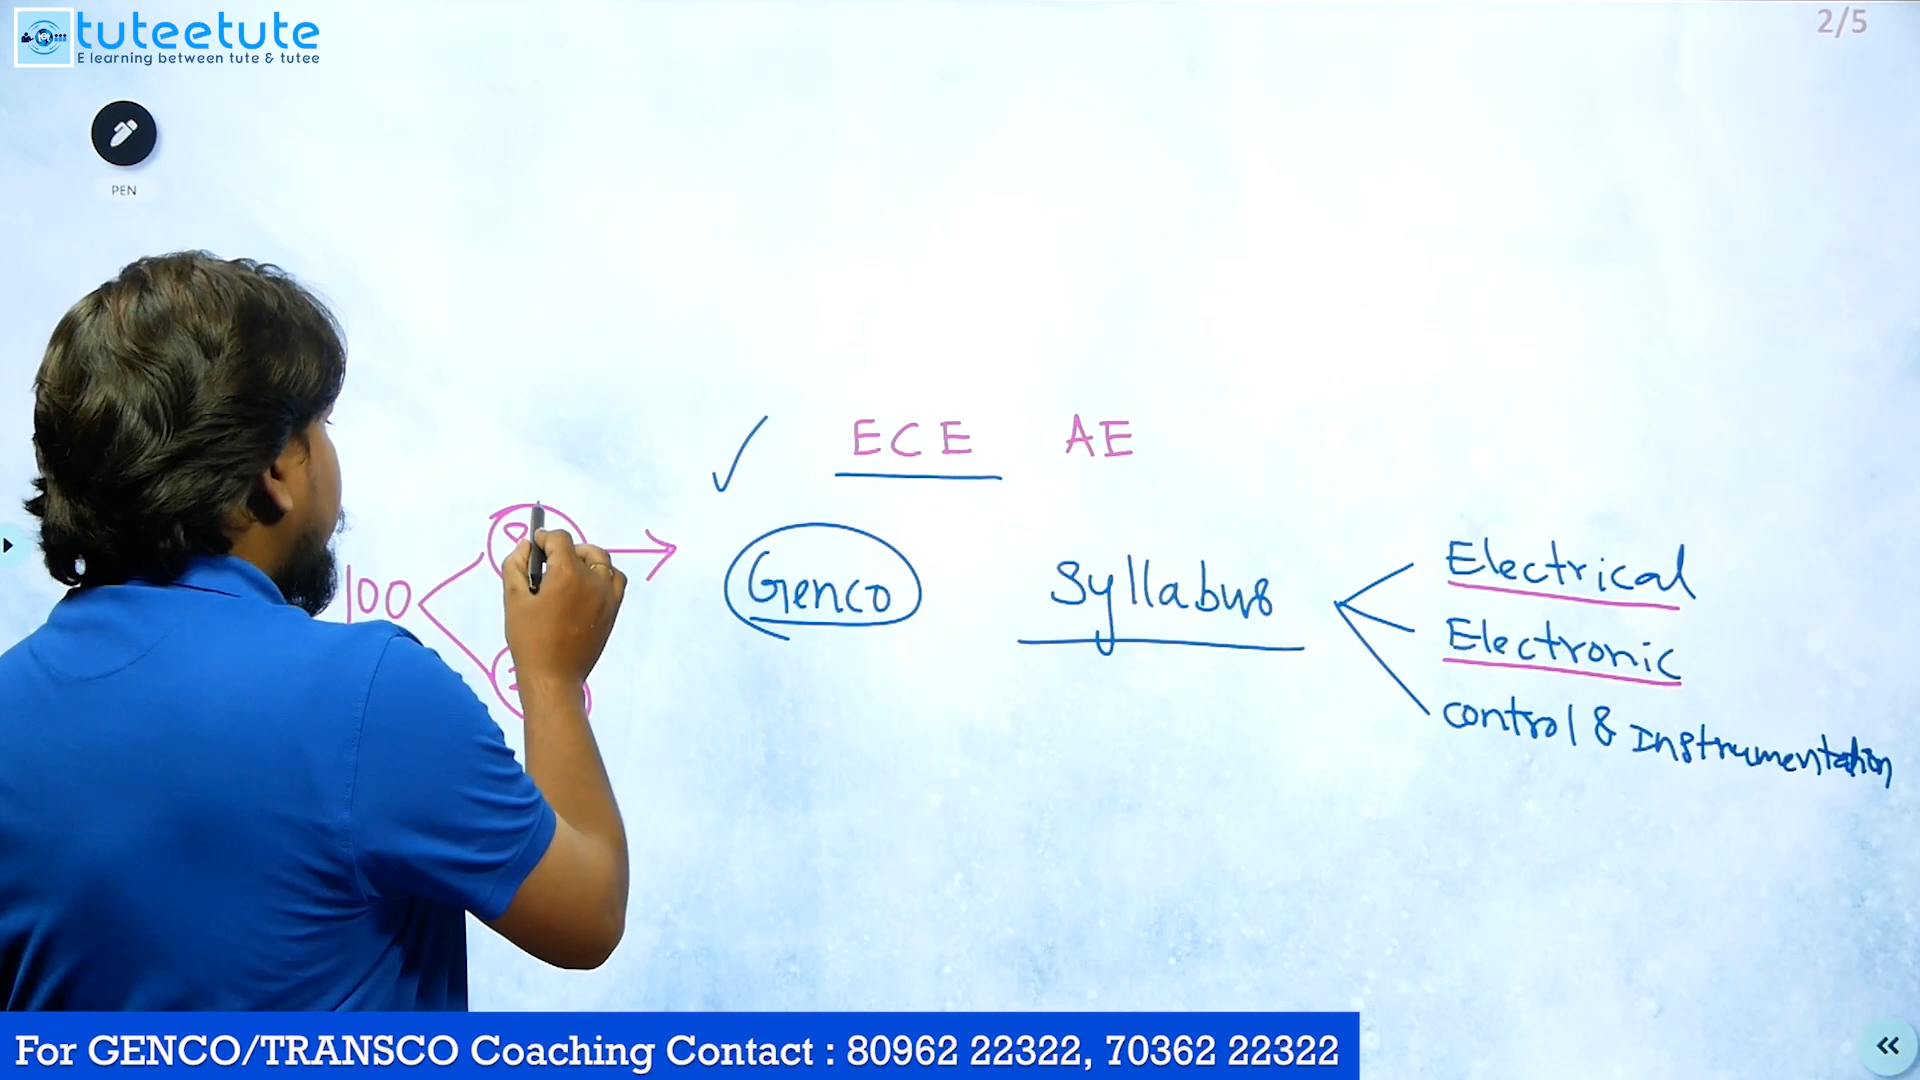 tuteetute
E learning between tute & tutee
2/5
PEN
ECE AE
100
Genco
Syllabus
Electrical
Electronic
control & Instrumentation
For GENCO/TRANSCO Coaching Contact : 80962 22322, 70362 22322